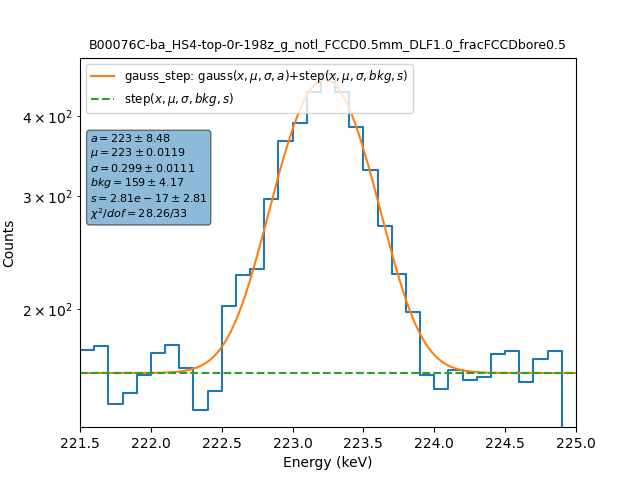 B00076C-ba_HS4-top-0r-198z_g_notl_FCCD0.5mm_DLF1.0_fracFCCDbore0.5
gauss_step: gauss(x, μ, σ, a)+step(x, μ, σ, bkg, s)
step(x, μ, σ, bkg, s)
a = 223 ± 8.48
μ = 223 ± 0.0119
σ = 0.299 ± 0.0111
bkg = 159 ± 4.17
s = 2.81e − 17 ± 2.81
χ²/dof = 28.26/33
4 × 10²
3 × 10²
2 × 10²
Counts
221.5 222.0 222.5 223.0 223.5 224.0 224.5 225.0
Energy (keV)